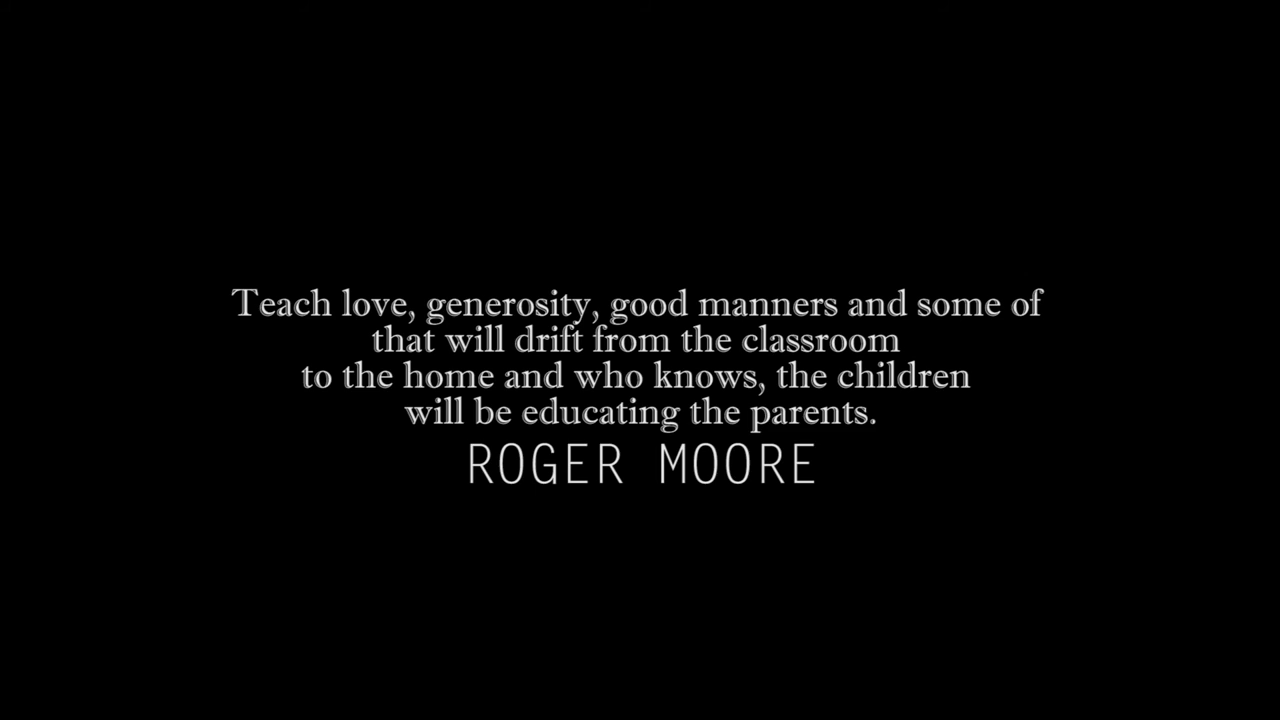 Teach love, generosity, good manners and some of
that will drift from the classroom
to the home and who knows, the children
will be educating the parents.
ROGER MOORE